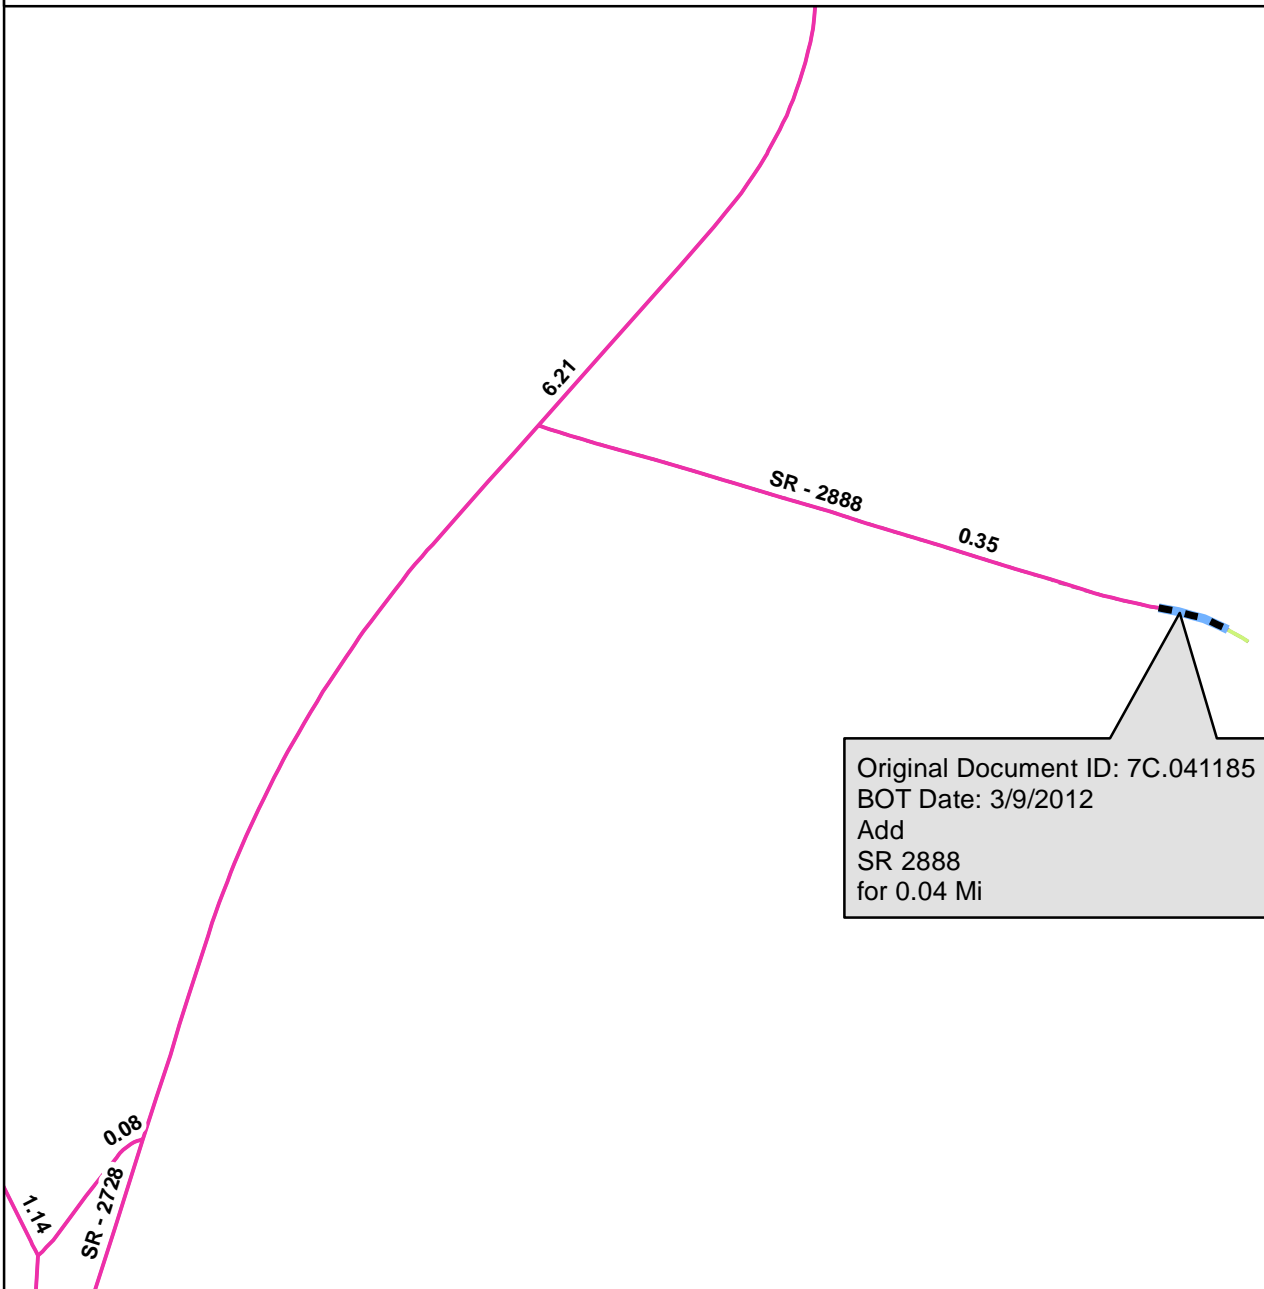 6.21
SR - 2888
0.35
Original Document ID: 7C.041185
BOT Date: 3/9/2012
Add
SR 2888
for 0.04 Mi
0.08
SR - 2728
1.14